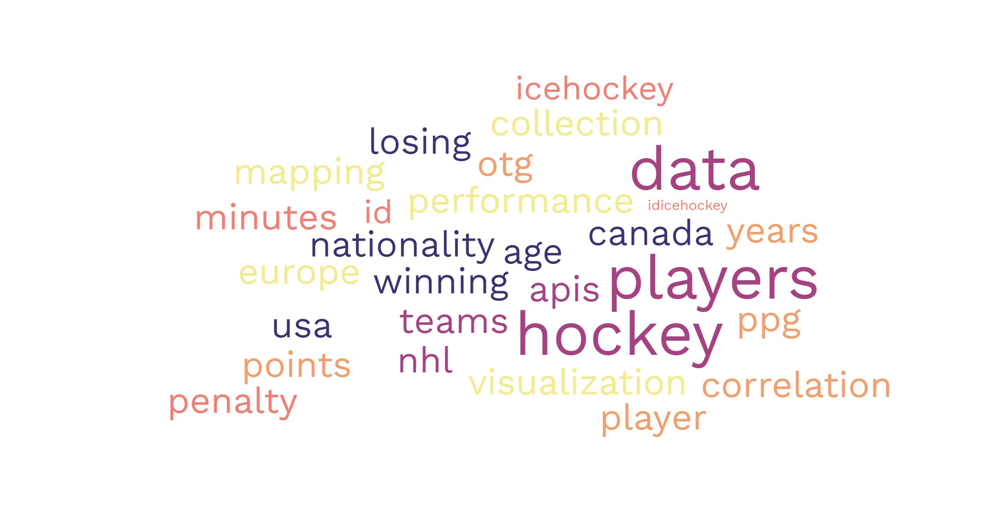 icehockey
collection
losing
otg
data
mapping
performance
idicehockey
minutes
id
canada
years
nationality
age
europe
winning
apis
players
usa
teams
hockey
ppg
points
nhl
visualization
correlation
penalty
player